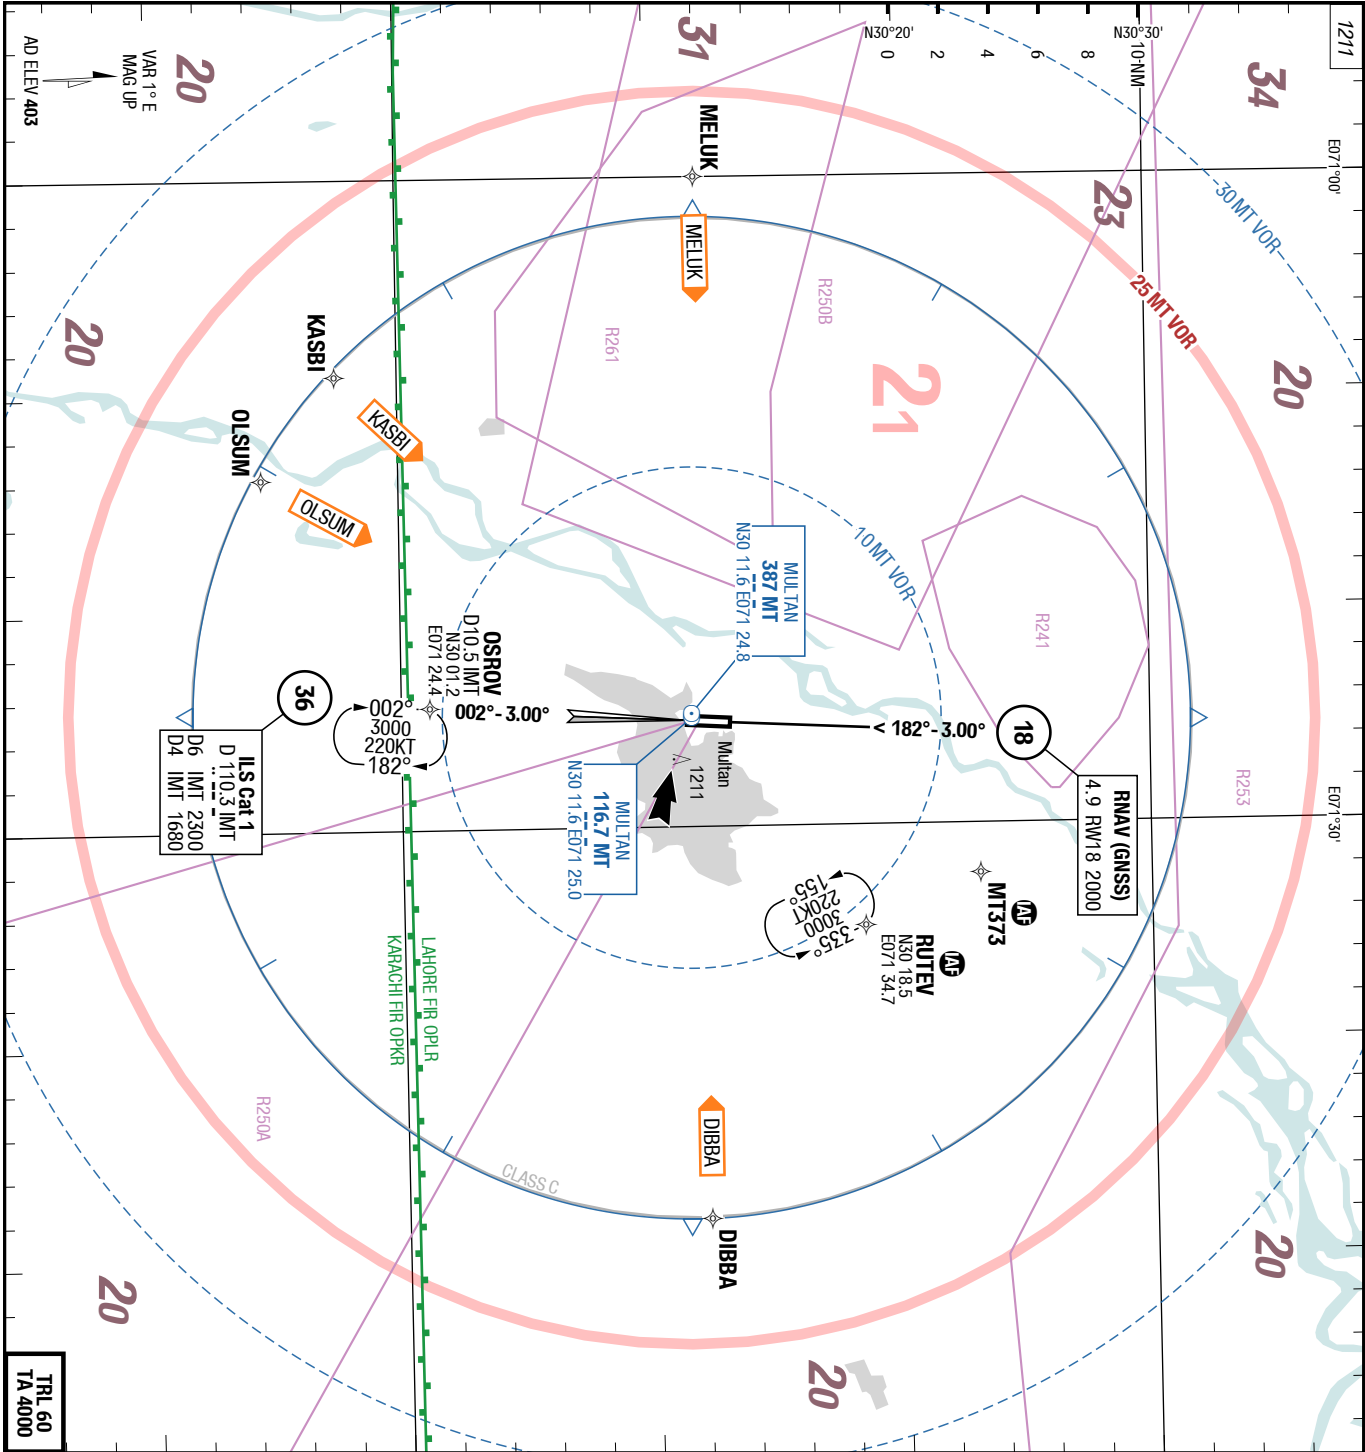 1211
N30°20'
0
2
4
6
8
N30°30'
10 NM
31
34
20
VAR 1° E
MAG UP
AD ELEV 403
E071°00'
MELUK
MELUK
23
30 MT VOR
25 MT VOR
R250B
R261
21
20
20
KASBI
KASBI
OLSUM
OLSUM
10 MT VOR
MULTAN
387 MT
N30 11.6 E071 24.8
R241
OSROV
D10.5 IMT
N30 01.2
E071 24.4
002°
3000
220KT
182°
002° - 3.00°
< 182° - 3.00°
36
ILS Cat 1
D 110.3 IMT
D6 IMT 2300
D4 IMT 1680
18
RNAV (GNSS)
4.9 RW18 2000
Multan
1211
MULTAN
116.7 MT
N30 11.6 E071 25.0
R253
E071°30'
IAF
MT373
IAF
RUTEV
N30 18.5
E071 34.7
- 335°
3000
220KT
155°
LAHORE FIR OPLR
KARACHI FIR OPKR
R250A
CLASS C
DIBBA
DIBBA
20
20
20
TRL 60
TA 4000